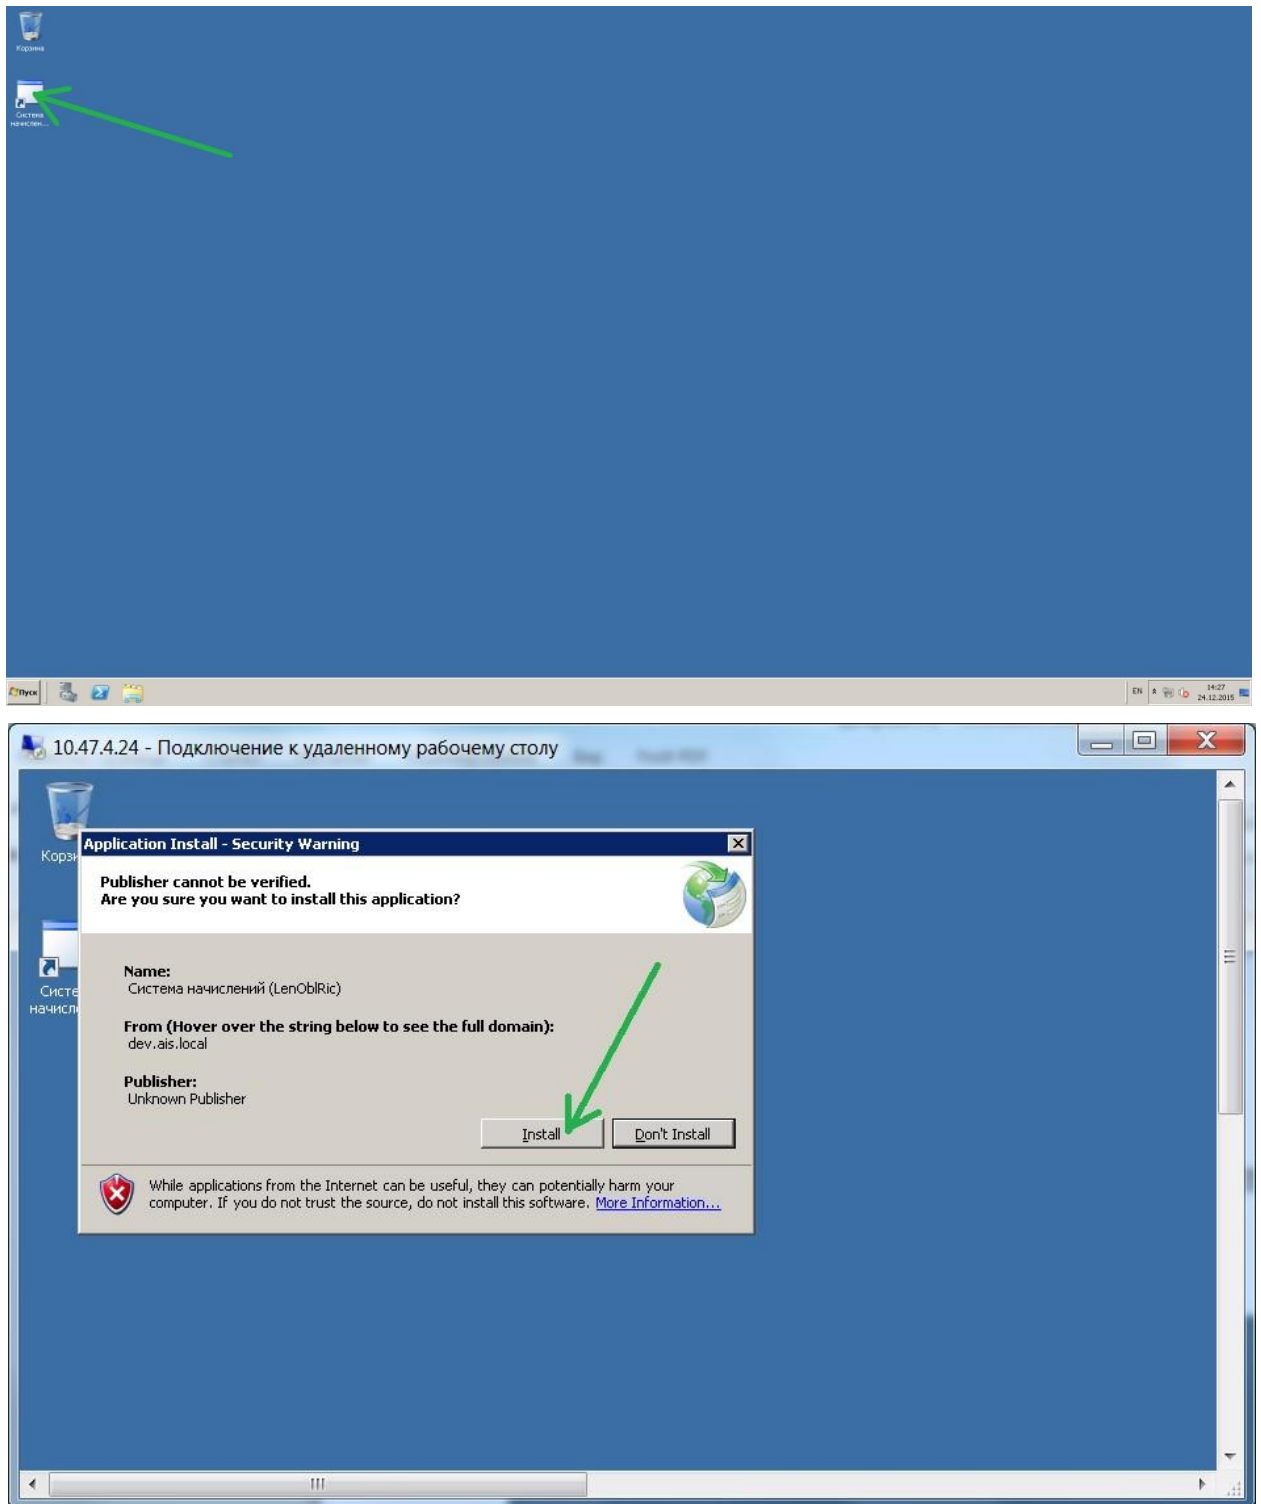 Корзина
Система
начислен...
Пуск
EN
14:27
24.12.2015
10.47.4.24 - Подключение к удаленному рабочему столу
Корзи
Application Install - Security Warning
Publisher cannot be verified.
Are you sure you want to install this application?
Систе
начисл
Name:
Система начислений (LenOblRic)
From (Hover over the string below to see the full domain):
dev.ais.local
Publisher:
Unknown Publisher
Install
Don't Install
While applications from the Internet can be useful, they can potentially harm your
computer. If you do not trust the source, do not install this software. More Information...